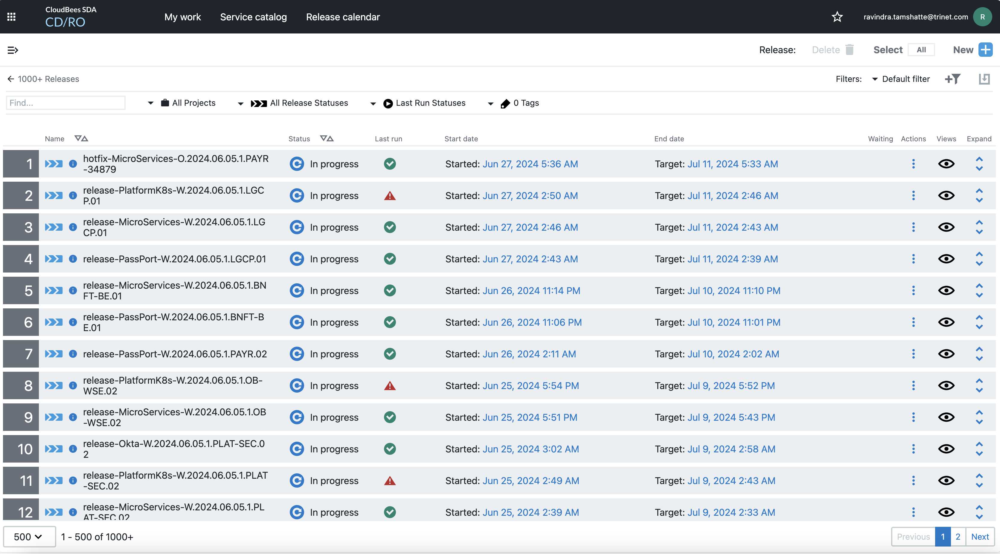 CloudBees SDA
CD/RO
My work Service catalog Release calendar
ravindra.tamshatte@trinet.com R
Release: Delete Select All New
1000+ Releases
Filters: Default filter
Find...
All Projects All Release Statuses Last Run Statuses 0 Tags
Name Status Last run Start date End date Waiting Actions Views Expand
1 hotfix-MicroServices-O.2024.06.05.1.PAYR
-34879
In progress Started: Jun 27, 2024 5:36 AM Target: Jul 11, 2024 5:33 AM
2 release-PlatformK8s-W.2024.06.05.1.LGC
P.01
In progress Started: Jun 27, 2024 2:50 AM Target: Jul 11, 2024 2:46 AM
3 release-MicroServices-W.2024.06.05.1.LG
CP.01
In progress Started: Jun 27, 2024 2:46 AM Target: Jul 11, 2024 2:43 AM
4 release-PassPort-W.2024.06.05.1.LGCP.01
In progress Started: Jun 27, 2024 2:43 AM Target: Jul 11, 2024 2:39 AM
5 release-MicroServices-W.2024.06.05.1.BN
FT-BE.01
In progress Started: Jun 26, 2024 11:14 PM Target: Jul 10, 2024 11:10 PM
6 release-PassPort-W.2024.06.05.1.BNFT-B
E.01
In progress Started: Jun 26, 2024 11:06 PM Target: Jul 10, 2024 11:01 PM
7 release-PassPort-W.2024.06.05.1.PAYR.02
In progress Started: Jun 26, 2024 2:11 AM Target: Jul 10, 2024 2:02 AM
8 release-PlatformK8s-W.2024.06.05.1.OB-
WSE.02
In progress Started: Jun 25, 2024 5:54 PM Target: Jul 9, 2024 5:52 PM
9 release-MicroServices-W.2024.06.05.1.OB
-WSE.02
In progress Started: Jun 25, 2024 5:51 PM Target: Jul 9, 2024 5:43 PM
10 release-Okta-W.2024.06.05.1.PLAT-SEC.0
2
In progress Started: Jun 25, 2024 3:02 AM Target: Jul 9, 2024 2:58 AM
11 release-PlatformK8s-W.2024.06.05.1.PLAT
-SEC.02
In progress Started: Jun 25, 2024 2:49 AM Target: Jul 9, 2024 2:43 AM
12 release-MicroServices-W.2024.06.05.1.PL
AT-SEC.02
In progress Started: Jun 25, 2024 2:39 AM Target: Jul 9, 2024 2:33 AM
500 1 - 500 of 1000+ Previous 1 2 Next